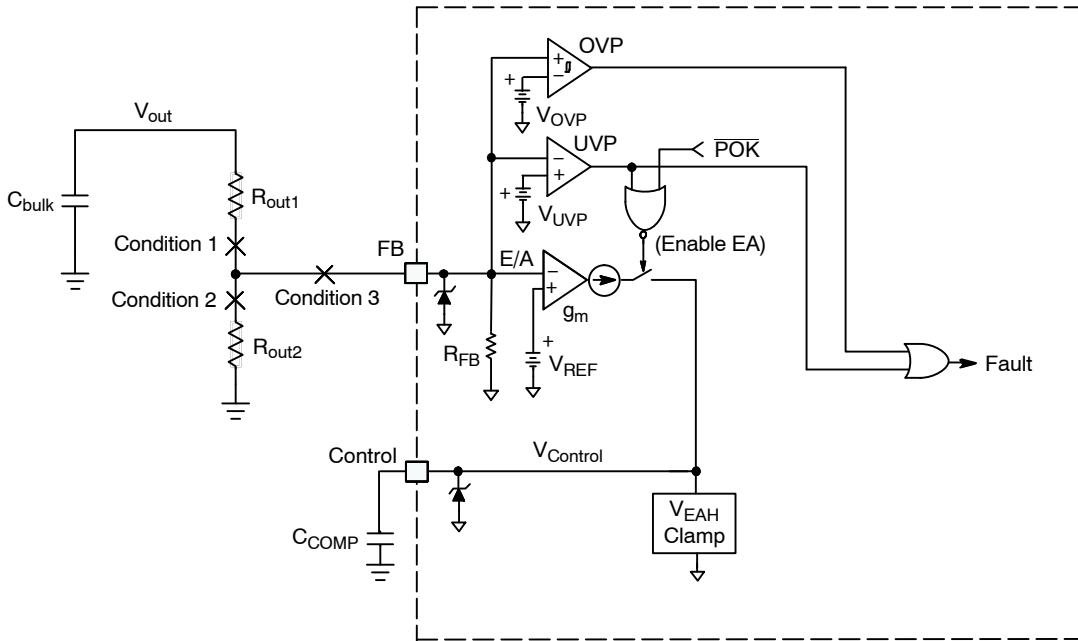 OVP
+
−
+
V_OVP
V_out
UVP
POK
−
+
+
R_out1
C_bulk
V_UVP
Condition 1
FB
E/A
(Enable EA)
−
Condition 2
Condition 3
+
g_m
R_out2
R_FB
+
V_REF
Fault
Control
V_Control
C_COMP
V_EAH
Clamp